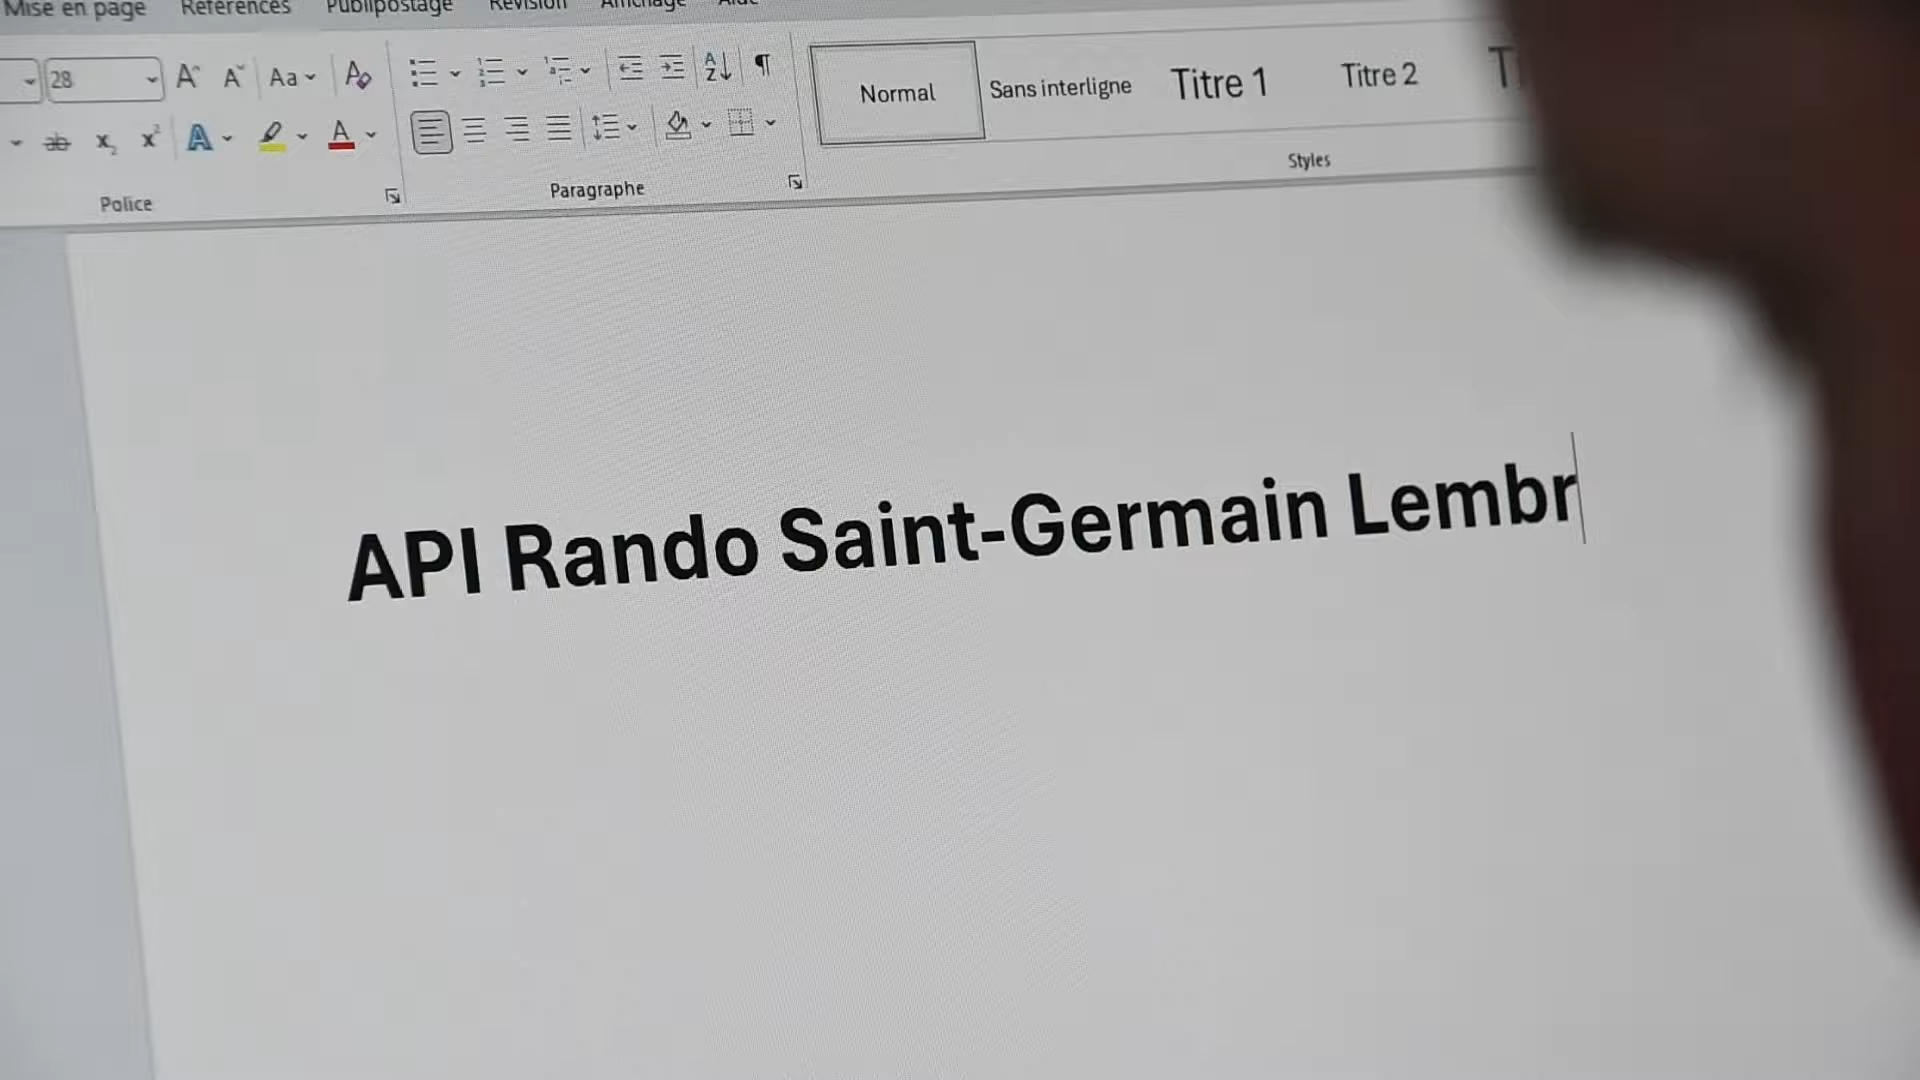 Mise en page Références Publipostage Révision Affichage Aide
28 Aa
Normal Sans interligne Titre 1 Titre 2
Police Paragraphe Styles
API Rando Saint-Germain Lembr